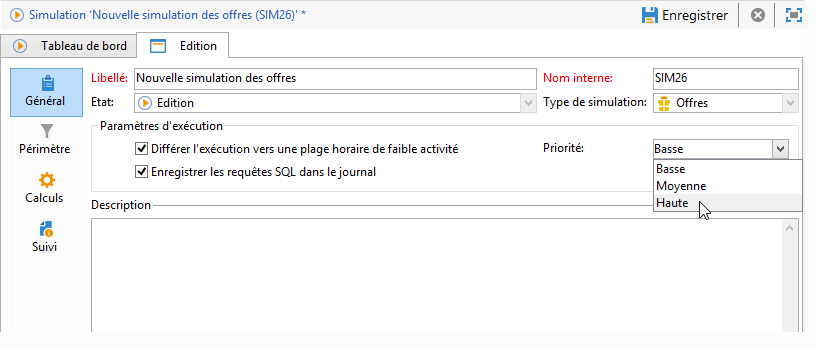 Simulation 'Nouvelle simulation des offres (SIM26)' *
Enregistrer
Tableau de bord
Edition
Général
Périmètre
Calculs
Suivi
Libellé:
Nouvelle simulation des offres
Nom interne:
SIM26
Etat:
Edition
Type de simulation:
Offres
Paramètres d'exécution
Différer l'exécution vers une plage horaire de faible activité
Priorité:
Basse
Enregistrer les requêtes SQL dans le journal
Basse
Moyenne
Haute
Description